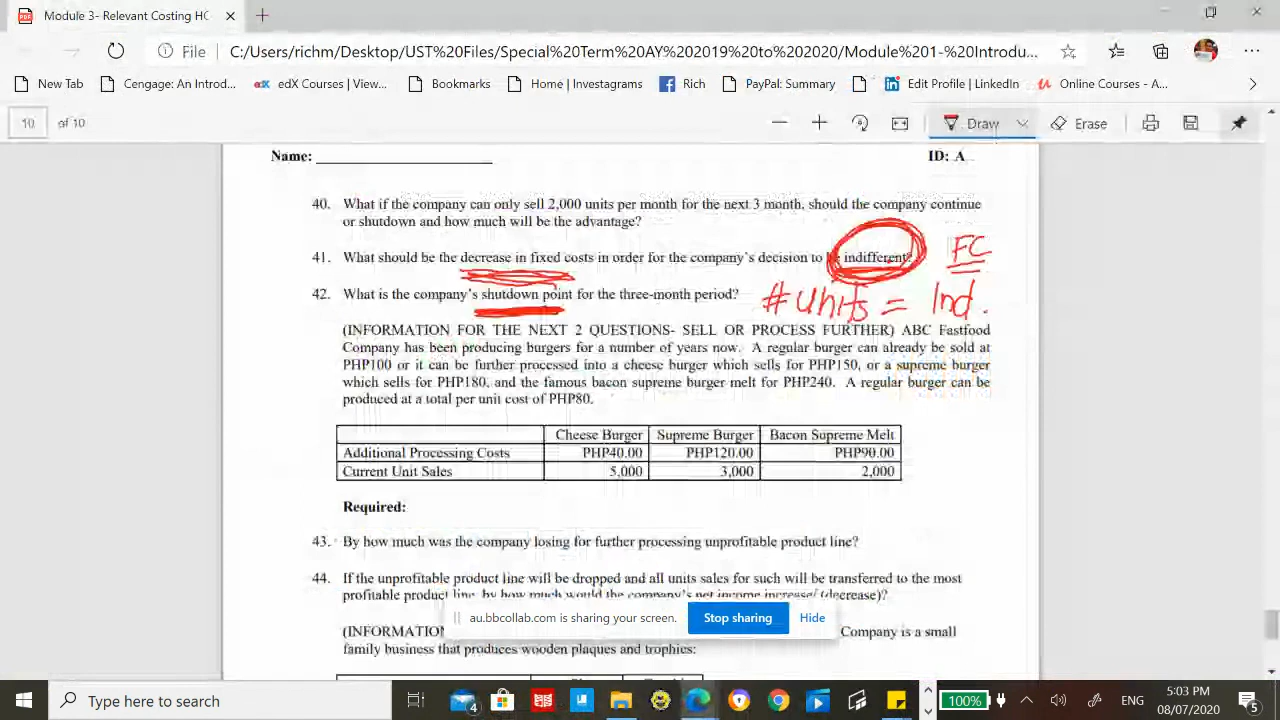 Module 3- Relevant Costing HO
File C:/Users/richm/Desktop/UST%20Files/Special%20Term%20AY%202019%20to%202020/Module%201-%20Introdu...
New Tab Cengage: An Introd... edX Courses | View... Bookmarks Home | Investagrams Rich PayPal: Summary Edit Profile | LinkedIn Online Courses - A...
10 of 10 Draw Erase
Name: ID: A
40. What if the company can only sell 2,000 units per month for the next 3 month, should the company continue
or shutdown and how much will be the advantage?
41. What should be the decrease in fixed costs in order for the company's decision to be indifferent? FC
42. What is the company's shutdown point for the three-month period? # units = Ind.
(INFORMATION FOR THE NEXT 2 QUESTIONS- SELL OR PROCESS FURTHER) ABC Fastfood
Company has been producing burgers for a number of years now. A regular burger can already be sold at
PHP100 or it can be further processed into a cheese burger which sells for PHP150, or a supreme burger
which sells for PHP180, and the famous bacon supreme burger melt for PHP240. A regular burger can be
produced at a total per unit cost of PHP80.
Cheese Burger Supreme Burger Bacon Supreme Melt
Additional Processing Costs PHP40.00 PHP120.00 PHP90.00
Current Unit Sales 5,000 3,000 2,000
Required:
43. By how much was the company losing for further processing unprofitable product line?
44. If the unprofitable product line will be dropped and all units sales for such will be transferred to the most
profitable product line, by how much would the company's net income increase/ (decrease)?
au.bbcollab.com is sharing your screen. Stop sharing Hide
(INFORMATION Company is a small
family business that produces wooden plaques and trophies:
Type here to search
4
100% ENG
5:03 PM
08/07/2020
5